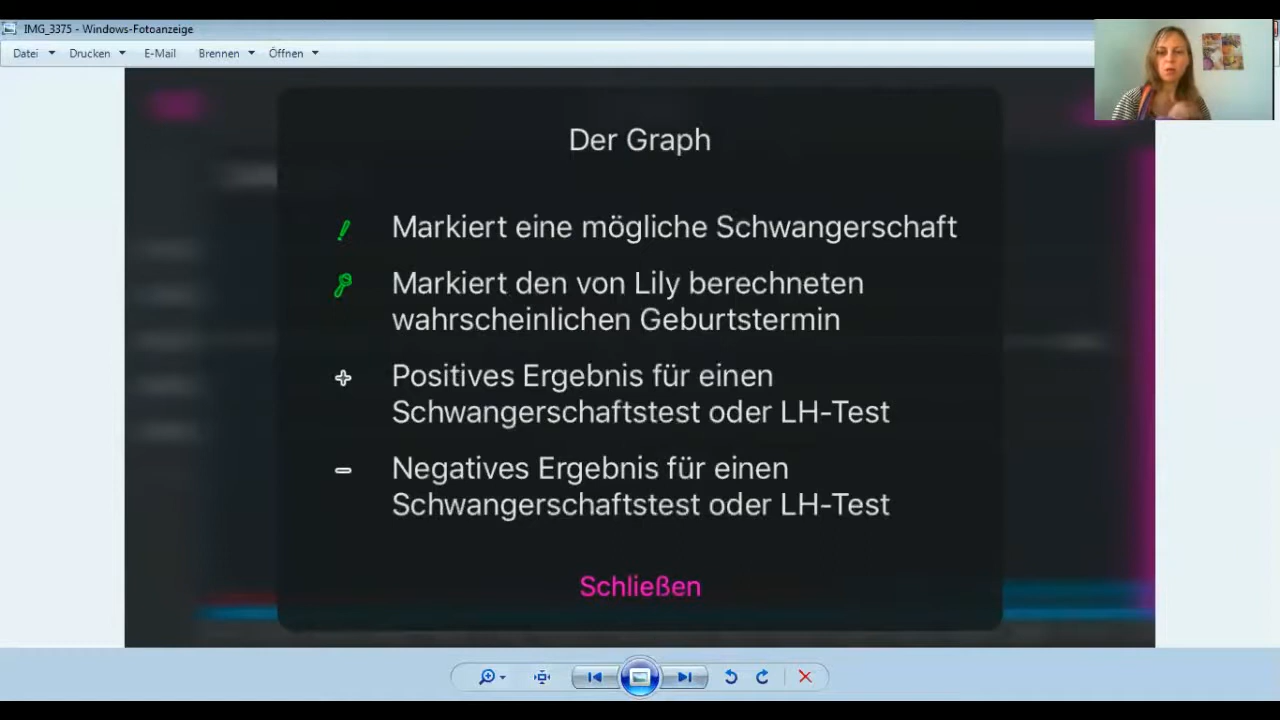 IMG_3375 - Windows-Fotoanzeige
Datei Drucken E-Mail Brennen Öffnen
Der Graph
Markiert eine mögliche Schwangerschaft
Markiert den von Lily berechneten
wahrscheinlichen Geburtstermin
Positives Ergebnis für einen
Schwangerschaftstest oder LH-Test
Negatives Ergebnis für einen
Schwangerschaftstest oder LH-Test
Schließen